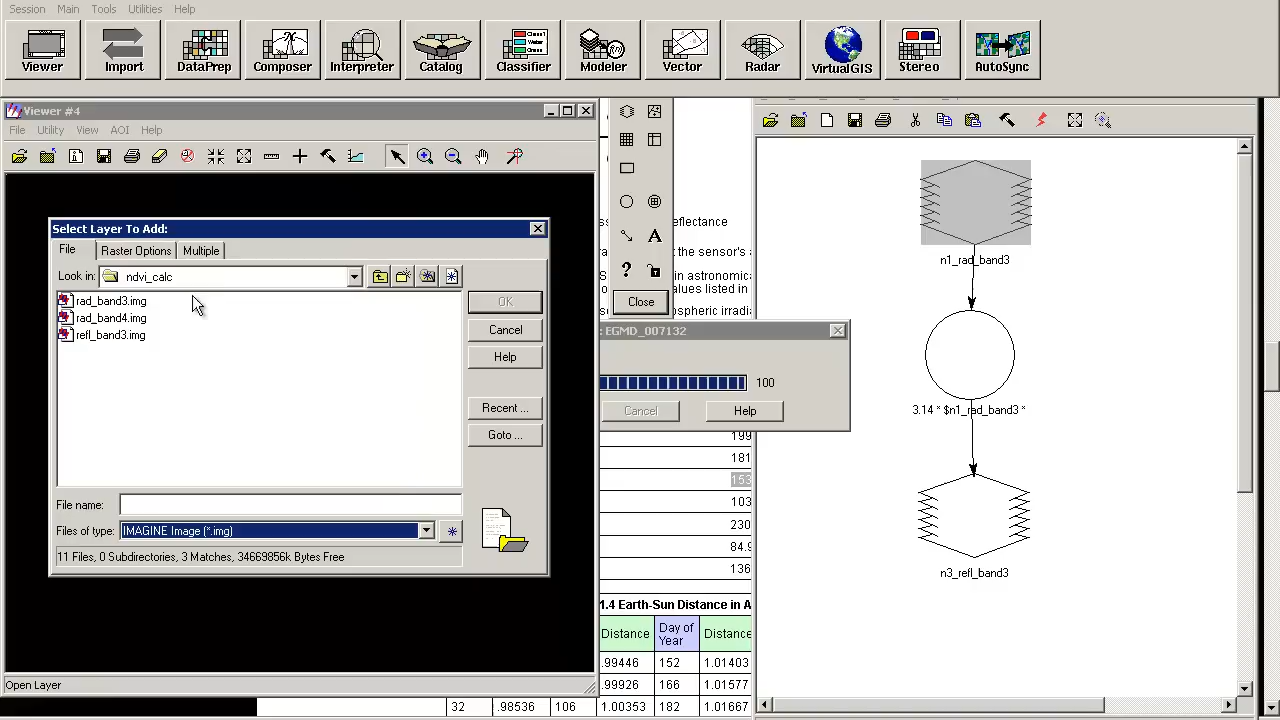 Session Main Tools Utilities Help
Viewer Import DataPrep Composer Interpreter Catalog Classifier Modeler Vector Radar VirtualGIS Stereo AutoSync
Viewer #4
File Utility View AOI Help
Select Layer To Add:
File Raster Options Multiple
Look in: ndvi_calc
rad_band3.img
rad_band4.img
refl_band3.img
OK
Cancel
Help
Recent ...
Goto ...
File name:
Files of type: IMAGINE Image (*.img)
11 Files, 0 Subdirectories, 3 Matches, 34669856k Bytes Free
Open Layer
A
?
Close
eflectance
t the sensor's a
in astronomica
alues listed in
spheric irradia
: EGMD_007132
100
Cancel Help
199
181
153
103
230
84.9
136
1.4 Earth-Sun Distance in A
Distance Day of Year Distance
.99446 152 1.01403
.99926 166 1.01577
32 .98536 106 1.00353 182 1.01667
n1_rad_band3
3.14 * $n1_rad_band3 *
n3_refl_band3